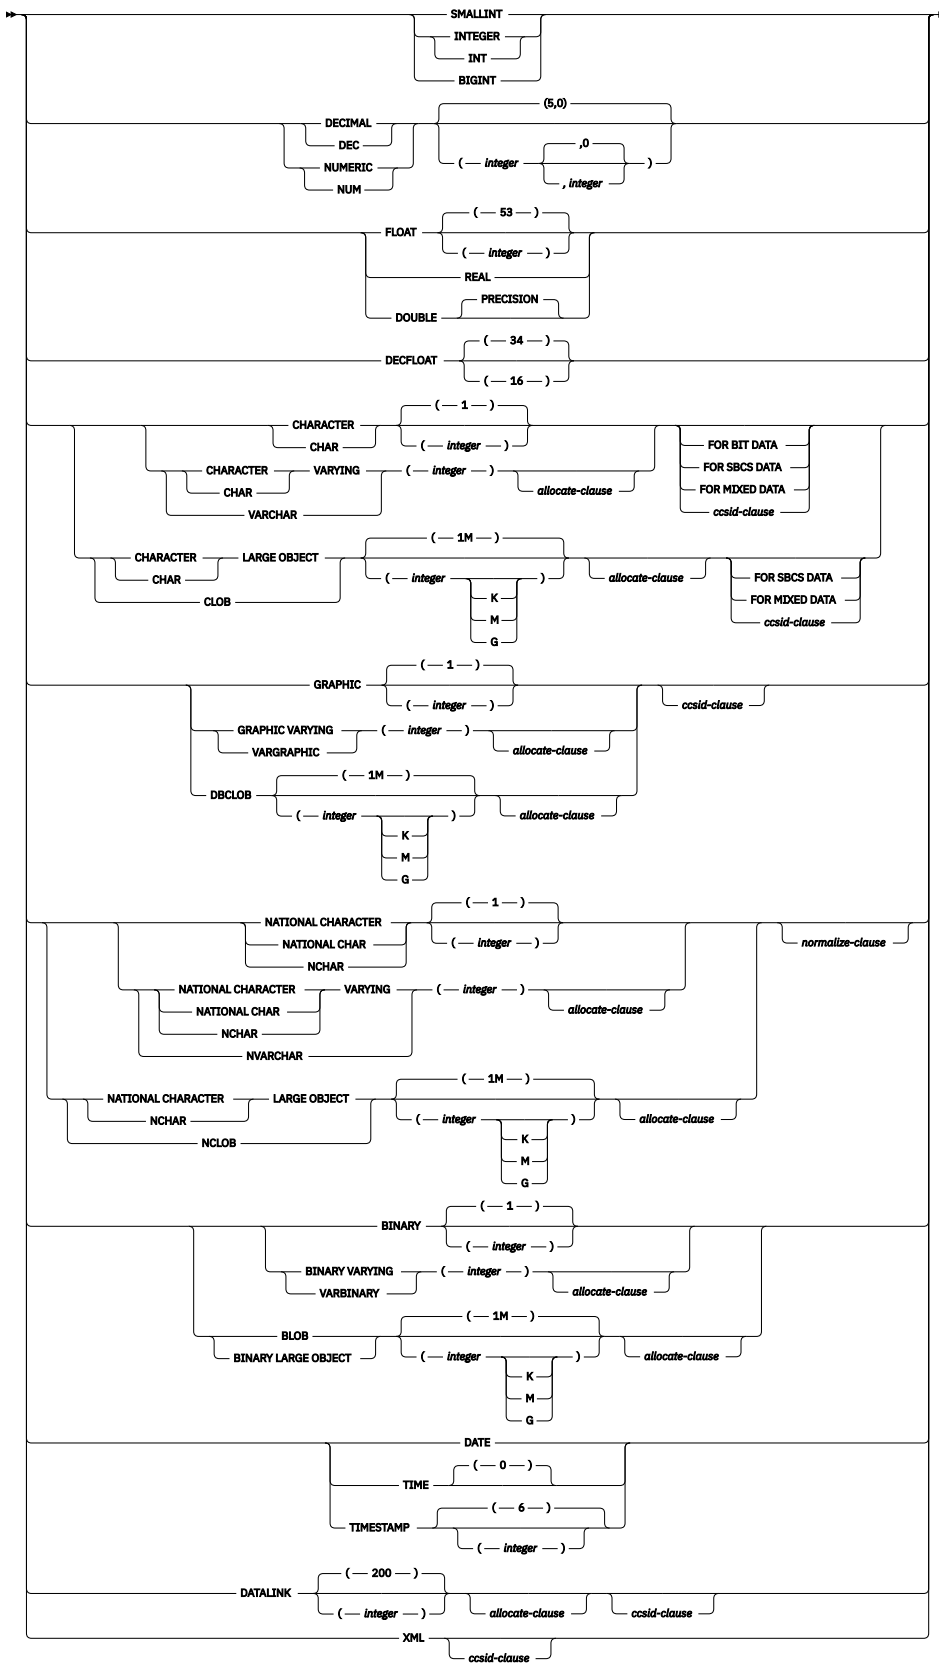 SMALLINT
INTEGER
INT
BIGINT
(5,0)
DECIMAL
DEC
,0
( integer )
NUMERIC
, integer
NUM
( 53 )
FLOAT
( integer )
REAL
PRECISION
DOUBLE
( 34 )
DECFLOAT
( 16 )
( 1 )
CHARACTER
CHAR ( integer ) FOR BIT DATA
CHARACTER VARYING ( integer ) FOR SBCS DATA
CHAR allocate-clause FOR MIXED DATA
VARCHAR ccsid-clause
( 1M )
CHARACTER LARGE OBJECT
CHAR ( integer ) allocate-clause FOR SBCS DATA
CLOB K FOR MIXED DATA
M ccsid-clause
G
( 1 )
GRAPHIC
( integer ) ccsid-clause
GRAPHIC VARYING ( integer )
VARGRAPHIC allocate-clause
( 1M )
DBCLOB
( integer ) allocate-clause
K
M
G
( 1 )
NATIONAL CHARACTER
NATIONAL CHAR ( integer ) normalize-clause
NCHAR
NATIONAL CHARACTER VARYING ( integer )
NATIONAL CHAR allocate-clause
NCHAR
NVARCHAR
( 1M )
NATIONAL CHARACTER LARGE OBJECT
NCHAR ( integer ) allocate-clause
NCLOB K
M
G
( 1 )
BINARY
( integer )
BINARY VARYING ( integer )
VARBINARY allocate-clause
( 1M )
BLOB
BINARY LARGE OBJECT ( integer ) allocate-clause
K
M
G
DATE
( 0 )
TIME
( 6 )
TIMESTAMP
( integer )
( 200 )
DATALINK
( integer ) allocate-clause ccsid-clause
XML
ccsid-clause